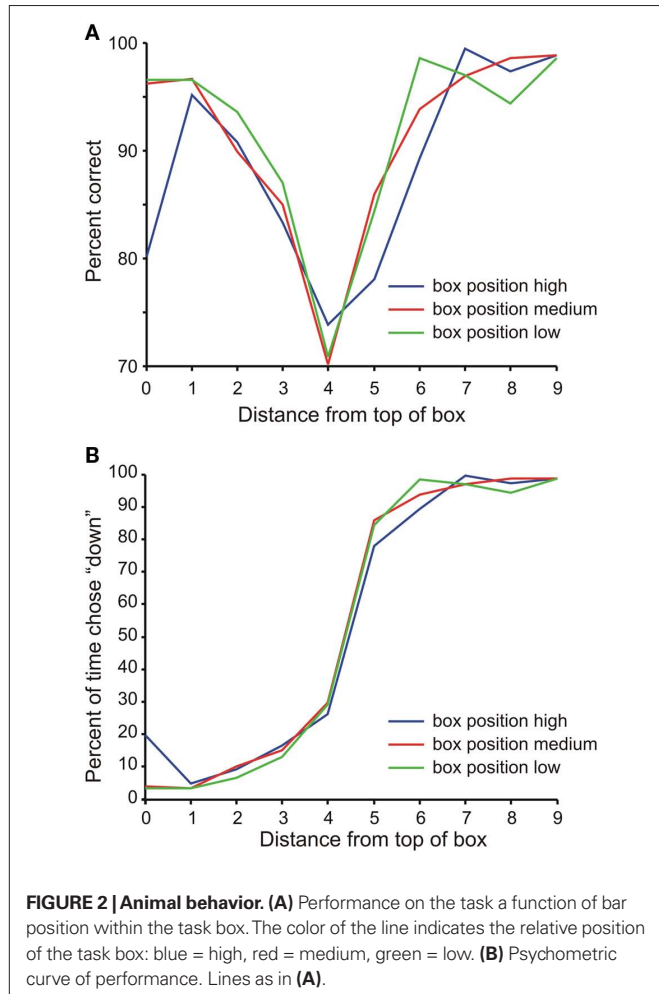 A
100
90
80
70
Percent correct
box position high
box position medium
box position low
0 1 2 3 4 5 6 7 8 9
Distance from top of box
B
100
90
80
70
60
50
40
30
20
10
0
Percent of time chose “down”
box position high
box position medium
box position low
0 1 2 3 4 5 6 7 8 9
Distance from top of box
FIGURE 2 | Animal behavior. (A) Performance on the task a function of bar
position within the task box. The color of the line indicates the relative position
of the task box: blue = high, red = medium, green = low. (B) Psychometric
curve of performance. Lines as in (A).